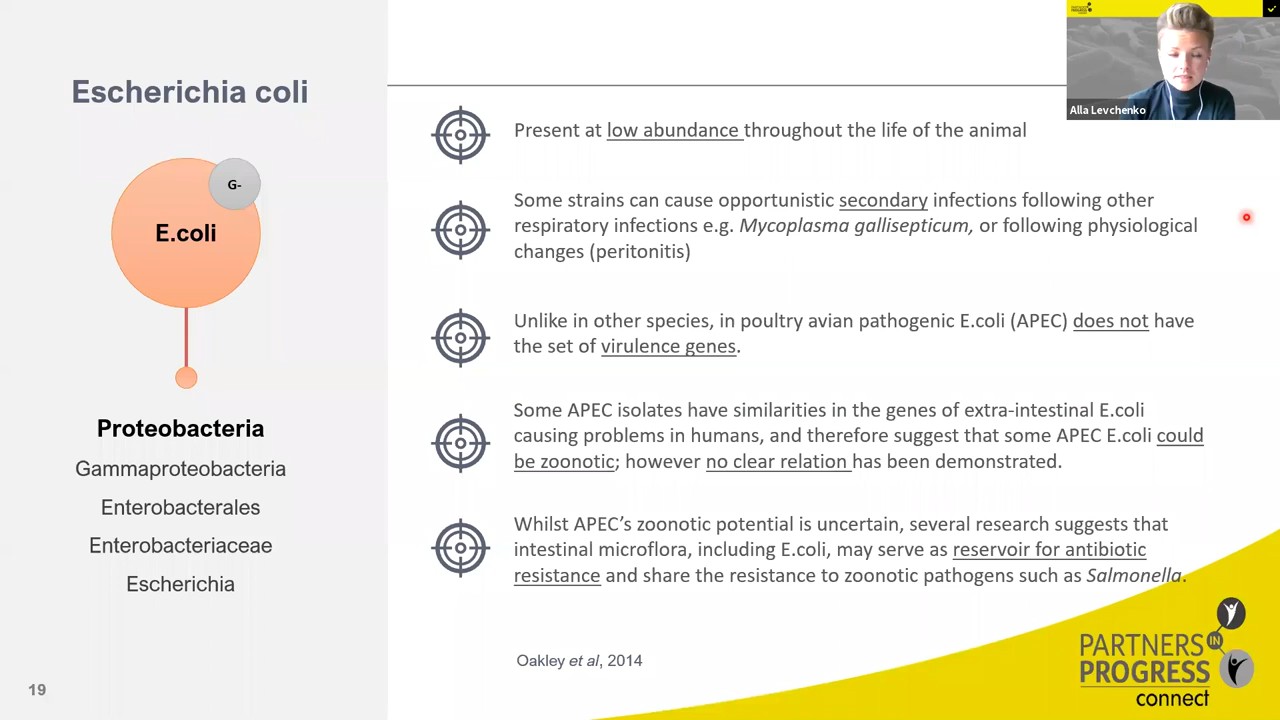 Escherichia coli
G-
E.coli
Proteobacteria
Gammaproteobacteria
Enterobacterales
Enterobacteriaceae
Escherichia
19
Present at low abundance throughout the life of the animal
Some strains can cause opportunistic secondary infections following other
respiratory infections e.g. Mycoplasma gallisepticum, or following physiological
changes (peritonitis)
Unlike in other species, in poultry avian pathogenic E.coli (APEC) does not have
the set of virulence genes.
Some APEC isolates have similarities in the genes of extra-intestinal E.coli
causing problems in humans, and therefore suggest that some APEC E.coli could
be zoonotic; however no clear relation has been demonstrated.
Whilst APEC’s zoonotic potential is uncertain, several research suggests that
intestinal microflora, including E.coli, may serve as reservoir for antibiotic
resistance and share the resistance to zoonotic pathogens such as Salmonella.
Oakley et al, 2014
Alla Levchenko
PARTNERS
IN
PROGRESS
connect